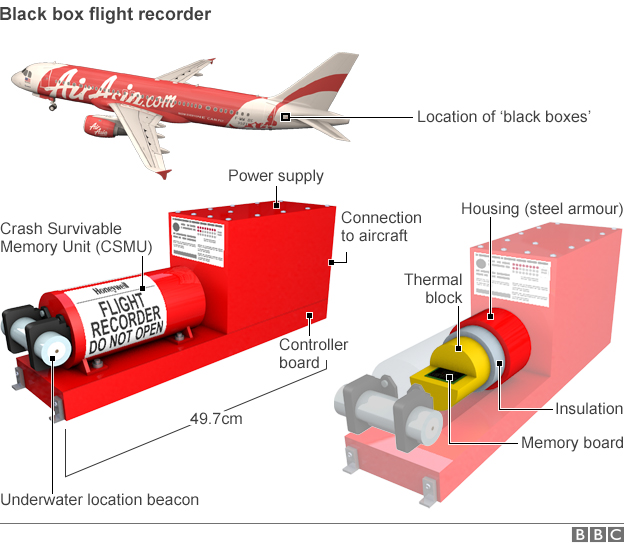 Black box flight recorder
AirAsia.com
AirAsia
Location of ‘black boxes’
Power supply
Crash Survivable
Memory Unit (CSMU)
Connection
to aircraft
Honeywell
FLIGHT
RECORDER
DO NOT OPEN
Controller
board
49.7cm
Underwater location beacon
Housing (steel armour)
Thermal
block
Insulation
Memory board
BBC